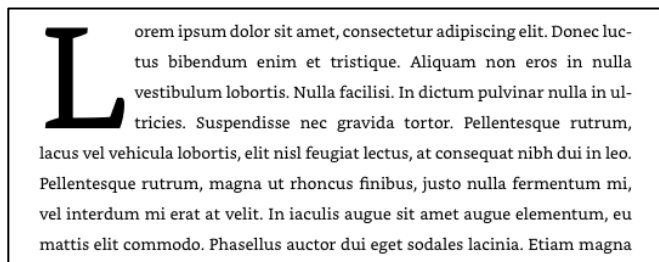 Lorem ipsum dolor sit amet, consectetur adipiscing elit. Donec luc-
tus bibendum enim et tristique. Aliquam non eros in nulla
vestibulum lobortis. Nulla facilisi. In dictum pulvinar nulla in ul-
tricies. Suspendisse nec gravida tortor. Pellentesque rutrum,
lacus vel vehicula lobortis, elit nisl feugiat lectus, at consequat nibh dui in leo.
Pellentesque rutrum, magna ut rhoncus finibus, justo nulla fermentum mi,
vel interdum mi erat at velit. In iaculis augue sit amet augue elementum, eu
mattis elit commodo. Phasellus auctor dui eget sodales lacinia. Etiam magna